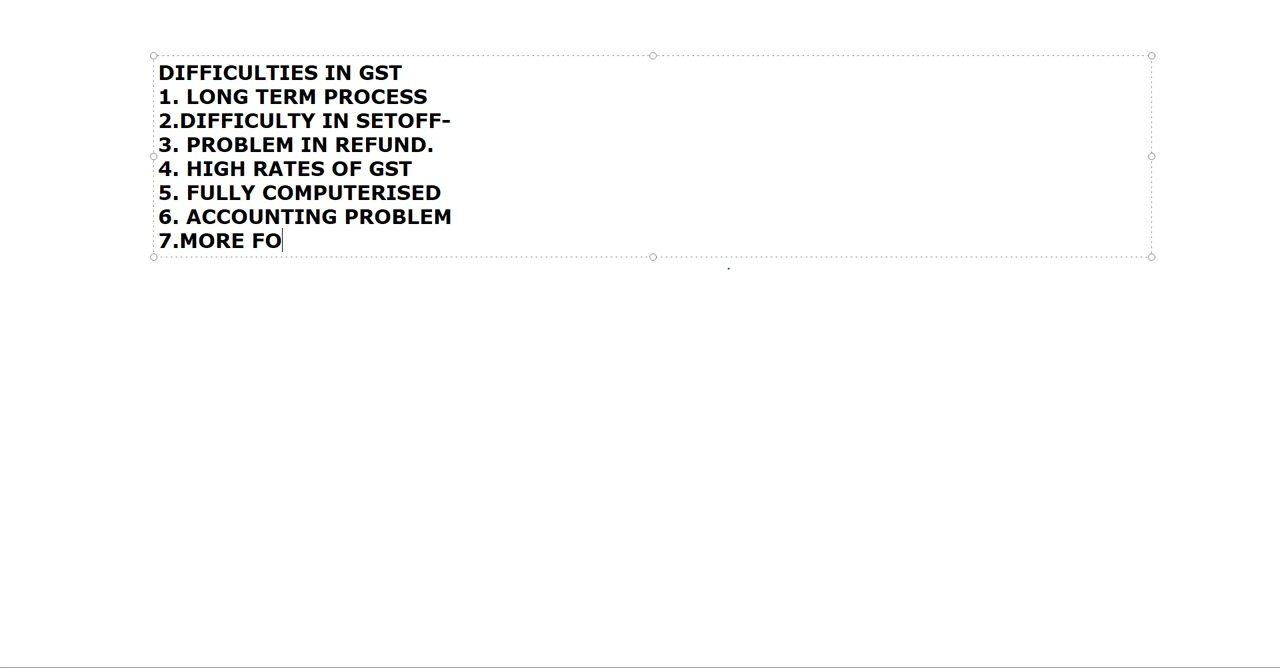 DIFFICULTIES IN GST
1. LONG TERM PROCESS
2.DIFFICULTY IN SETOFF-
3. PROBLEM IN REFUND.
4. HIGH RATES OF GST
5. FULLY COMPUTERISED
6. ACCOUNTING PROBLEM
7.MORE FO